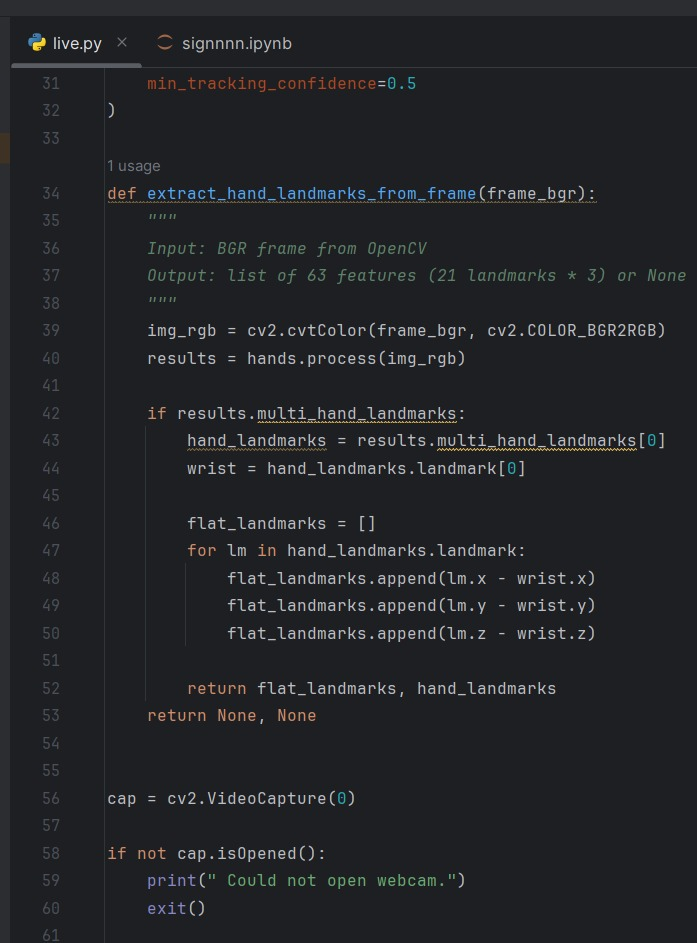 live.py
signnnn.ipynb
31 min_tracking_confidence=0.5
32 )
33
1 usage
34 def extract_hand_landmarks_from_frame(frame_bgr):
35 """
36 Input: BGR frame from OpenCV
37 Output: list of 63 features (21 landmarks * 3) or None
38 """
39 img_rgb = cv2.cvtColor(frame_bgr, cv2.COLOR_BGR2RGB)
40 results = hands.process(img_rgb)
41
42 if results.multi_hand_landmarks:
43 hand_landmarks = results.multi_hand_landmarks[0]
44 wrist = hand_landmarks.landmark[0]
45
46 flat_landmarks = []
47 for lm in hand_landmarks.landmark:
48 flat_landmarks.append(lm.x - wrist.x)
49 flat_landmarks.append(lm.y - wrist.y)
50 flat_landmarks.append(lm.z - wrist.z)
51
52 return flat_landmarks, hand_landmarks
53 return None, None
54
55
56 cap = cv2.VideoCapture(0)
57
58 if not cap.isOpened():
59 print(" Could not open webcam.")
60 exit()
61